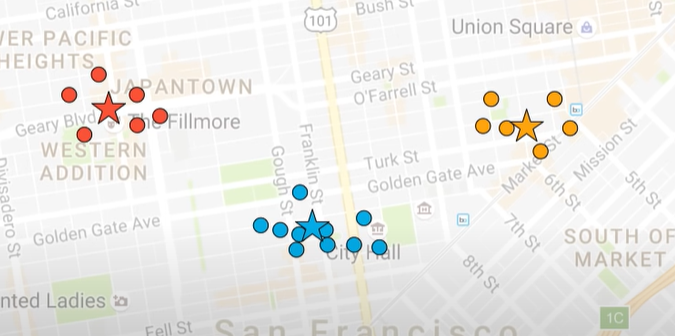 California St
Bush St
101
Union Square
ER PACIFIC
HEIGHTS
JAPANTOWN
Geary St
O'Farrell St
Geary Blvd
The Fillmore
WESTERN
ADDITION
Franklin St
Gough St
Turk St
Golden Gate Ave
Market St
Mission St
6th St
5th St
7th St
8th St
Divisadero St
Golden Gate Ave
City Hall
SOUTH OF
MARKET
nted Ladies
Fell St
San Francisco
1C